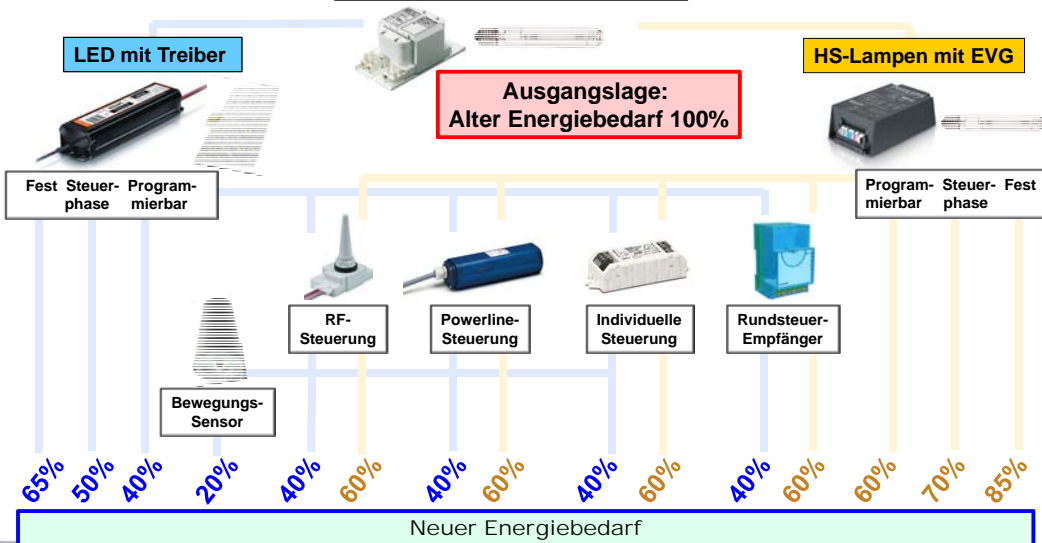 LED mit Treiber
HS-Lampen mit EVG
Ausgangslage:
Alter Energiebedarf 100%
Fest Steuer- Program-
phase mierbar
Program- Steuer- Fest
mierbar phase
RF-
Steuerung
Powerline-
Steuerung
Individuelle
Steuerung
Rundsteuer-
Empfänger
Bewegungs-
Sensor
65% 50% 40% 20% 40% 60% 40% 60% 40% 60% 40% 60% 60% 70% 85%
Neuer Energiebedarf